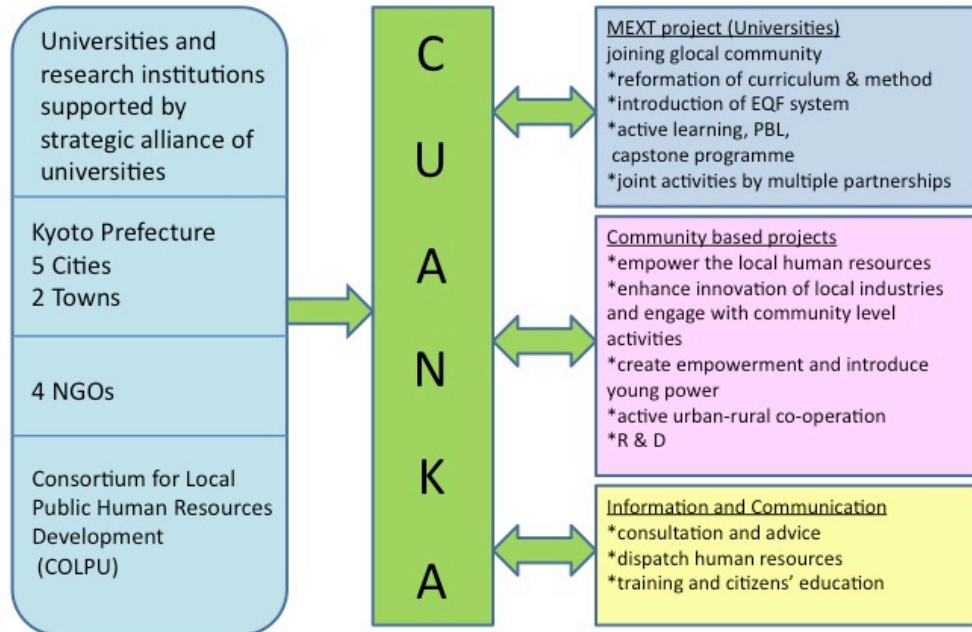 Universities and
research institutions
supported by
strategic alliance of
universities
Kyoto Prefecture
5 Cities
2 Towns
4 NGOs
Consortium for Local
Public Human Resources
Development
(COLPU)
C
U
A
N
K
A
MEXT project (Universities)
joining glocal community
*reformation of curriculum & method
*introduction of EQF system
*active learning, PBL,
capstone programme
*joint activities by multiple partnerships
Community based projects
*empower the local human resources
*enhance innovation of local industries
and engage with community level
activities
*create empowerment and introduce
young power
*active urban-rural co-operation
*R & D
Information and Communication
*consultation and advice
*dispatch human resources
*training and citizens’ education